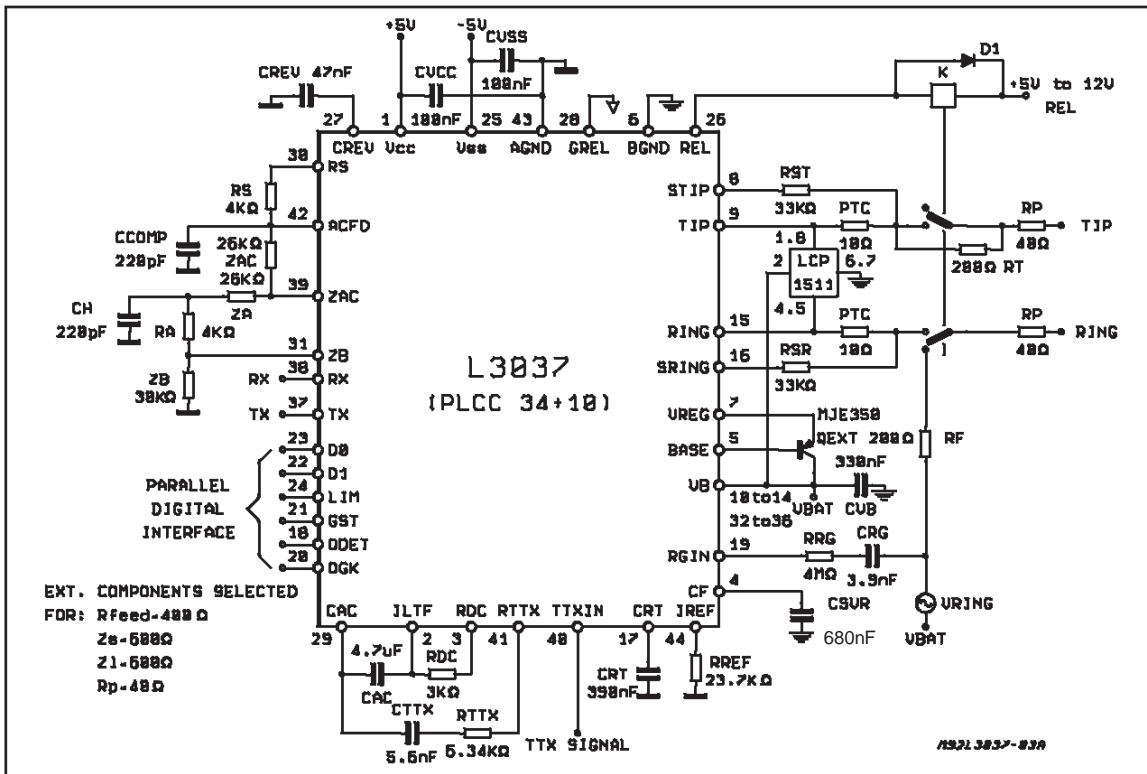 +5V
-5V
CVSS
100nF
CREV 47nF
CVCC
100nF
D1
K
+5V to 12V
REL
27
1
25
43
28
6
26
CREV
Vcc
Vss
AGND
GREL
BGND
REL
30
RS
RS
4KΩ
42
ACFD
CCOMP
220pF
26KΩ
ZAC
26KΩ
39
ZAC
CH
220pF
ZA
RA
4KΩ
31
ZB
ZB
30KΩ
38
RX
RX
37
TX
TX
23
D0
22
D1
24
LIM
21
GST
18
ODET
20
OGK
PARALLEL
DIGITAL
INTERFACE
L3037
(PLCC 34+10)
STIP
8
RST
33KΩ
TIP
9
PTC
10Ω
RP
40Ω
TIP
200Ω RT
1.8
2
LCP
1511
6.7
4.5
RING
15
PTC
10Ω
RP
40Ω
RING
SRING
16
RSR
33KΩ
VREG
7
MJE350
BASE
5
QEXT
200Ω
RF
330nF
VB
10to14
VBAT
CVB
32to36
RGIN
19
RRG
4MΩ
CRG
3.9nF
CF
4
CSVR
680nF
VRING
VBAT
EXT. COMPONENTS SELECTED
FOR: Rfeed-400Ω
Ze-600Ω
Zl-600Ω
Rp-40Ω
CAC
ILTF
RDC
RTTX
TTXIN
CRT
IREF
29
2
3
41
40
17
44
4.7uF
CAC
RDC
3KΩ
CTTX
5.6nF
RTTX
5.34KΩ
TTX SIGNAL
CRT
390nF
RREF
23.7KΩ
M92L3037-03A